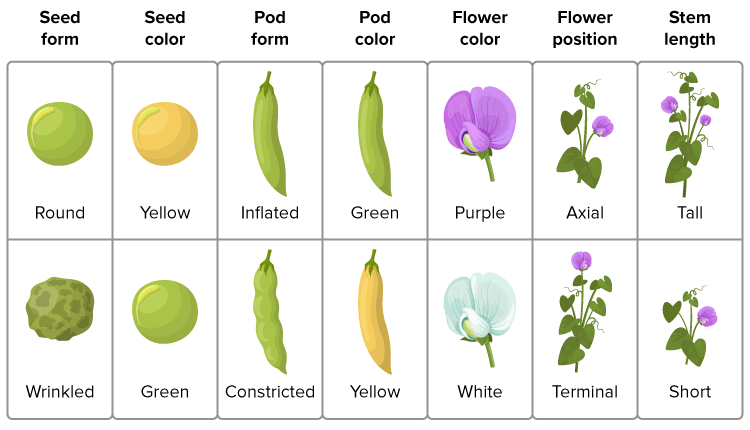 Seed form
Seed color
Pod form
Pod color
Flower color
Flower position
Stem length
Round
Yellow
Inflated
Green
Purple
Axial
Tall
Wrinkled
Green
Constricted
Yellow
White
Terminal
Short